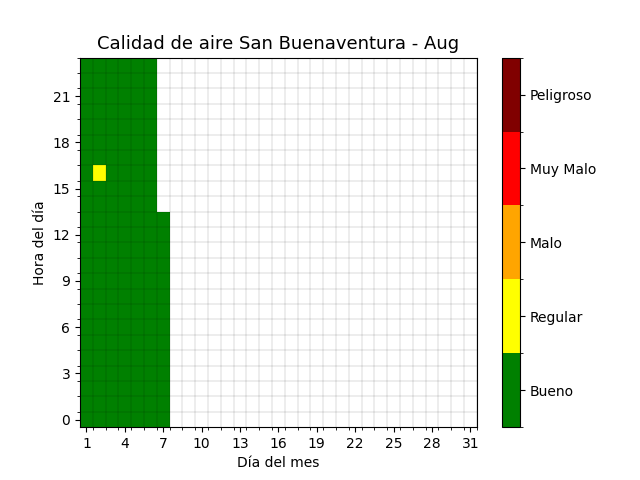 Calidad de aire San Buenaventura - Aug
Hora del día
21
18
15
12
9
6
3
0
1 4 7 10 13 16 19 22 25 28 31
Día del mes
Peligroso
Muy Malo
Malo
Regular
Bueno